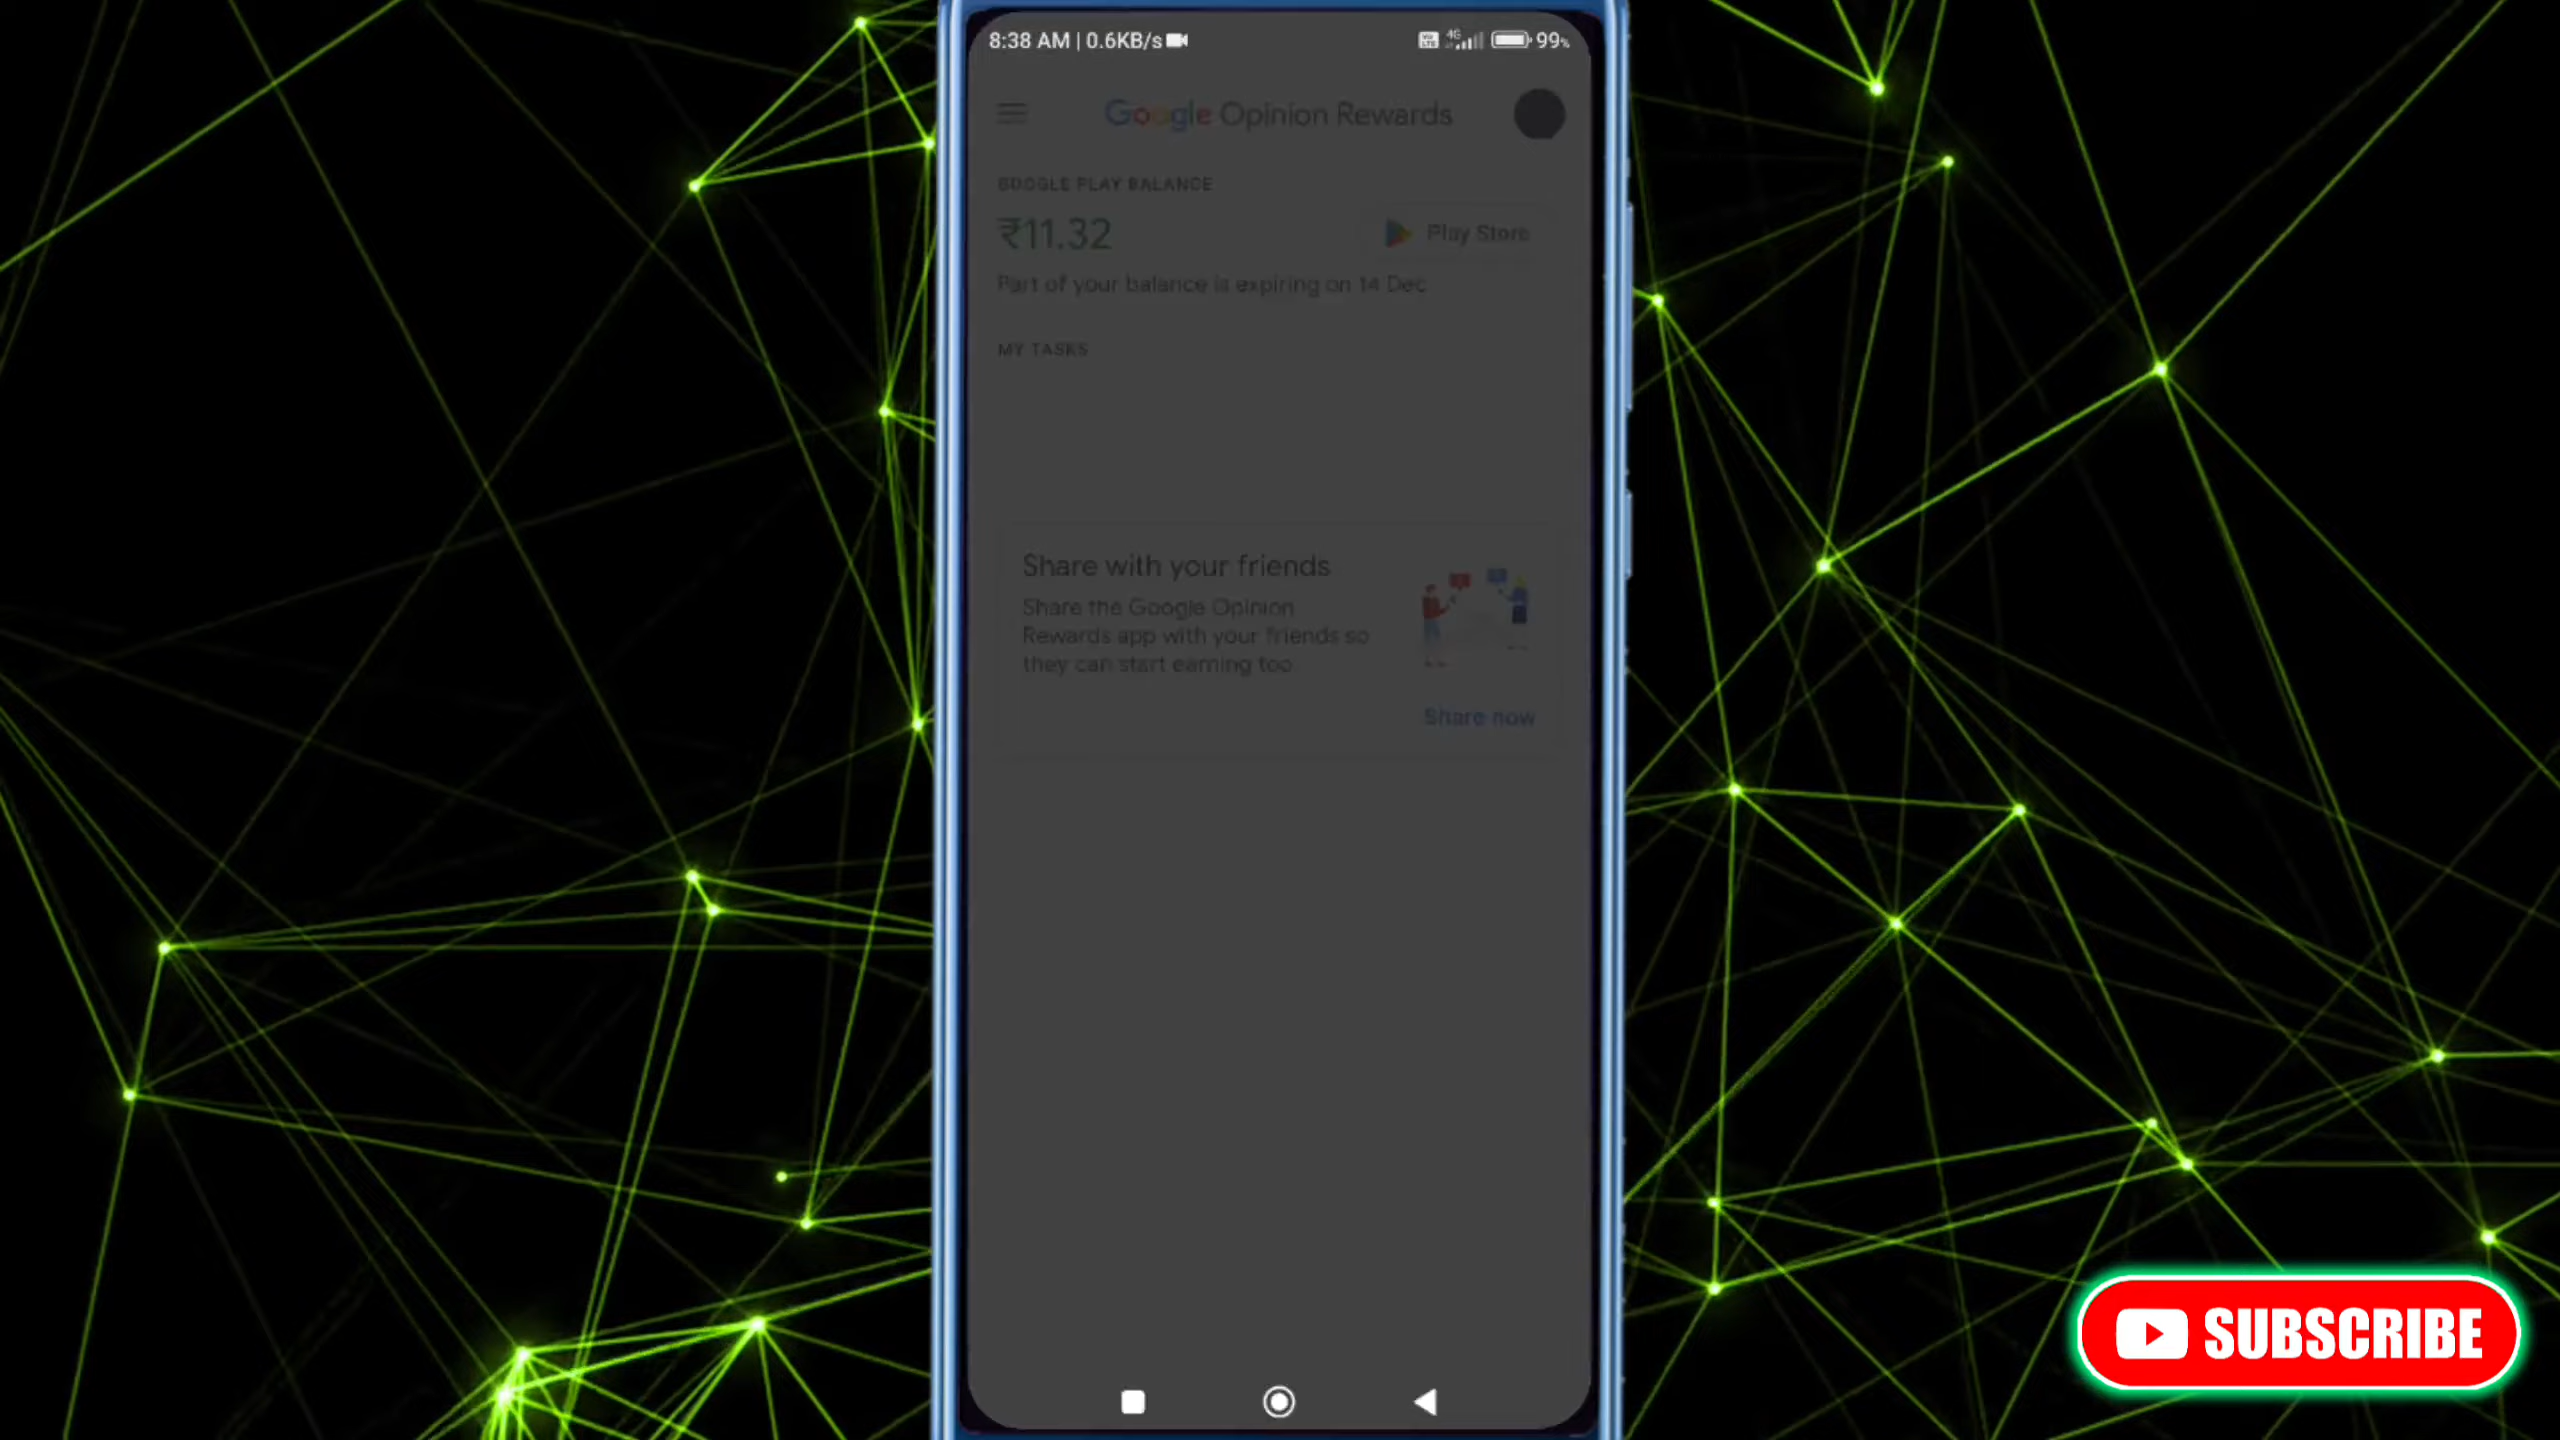 8:38 AM | 0.6KB/s
4G 99%
Google Opinion Rewards
GOOGLE PLAY BALANCE
₹11.32
Play Store
Part of your balance is expiring on 14 Dec
MY TASKS
Share with your friends
Share the Google Opinion
Rewards app with your friends so
they can start earning too
Share now
SUBSCRIBE